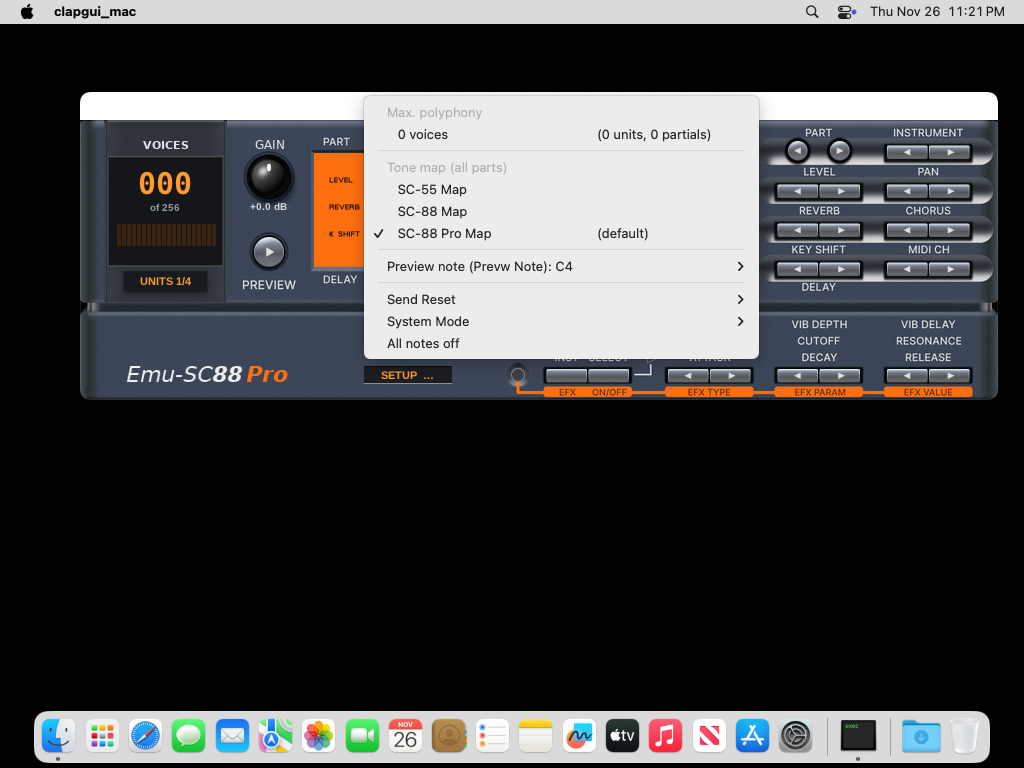 clapgui_mac
Thu Nov 26 11:21 PM
VOICES
000
of 256
UNITS 1/4
GAIN
+0.0 dB
PREVIEW
PART
LEVEL
REVERB
K SHIFT
DELAY
Max. polyphony
0 voices (0 units, 0 partials)
Tone map (all parts)
SC-55 Map
SC-88 Map
✓ SC-88 Pro Map (default)
Preview note (Prevw Note): C4
Send Reset
System Mode
All notes off
PART INSTRUMENT
LEVEL PAN
REVERB CHORUS
KEY SHIFT MIDI CH
DELAY
Emu-SC88 Pro
SETUP ...
INST SELECT
ATTACK
VIB DEPTH VIB DELAY
CUTOFF RESONANCE
DECAY RELEASE
EFX ON/OFF EFX TYPE EFX PARAM EFX VALUE
NOV
26
tv